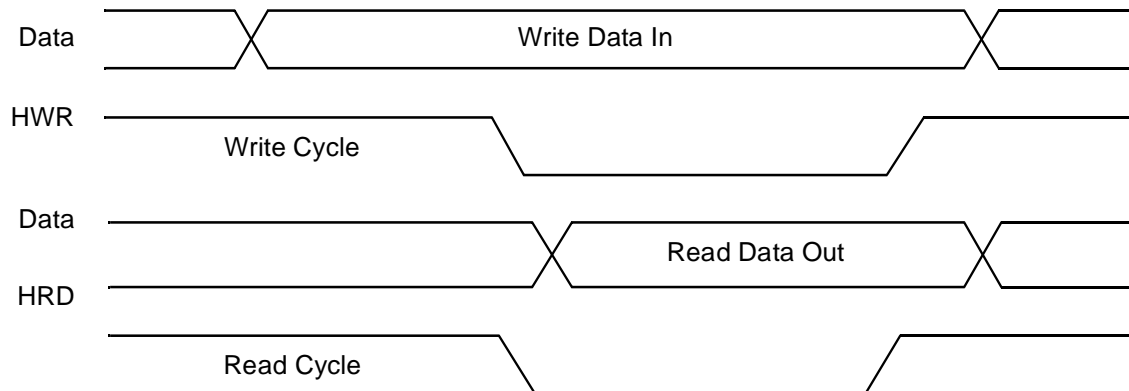 Data
Write Data In
HWR
Write Cycle
Data
Read Data Out
HRD
Read Cycle